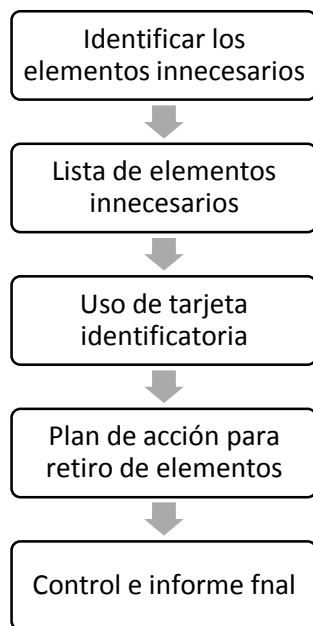 Identificar los
elementos innecesarios
Lista de elementos
innecesarios
Uso de tarjeta
identificatoria
Plan de acción para
retiro de elementos
Control e informe fnal